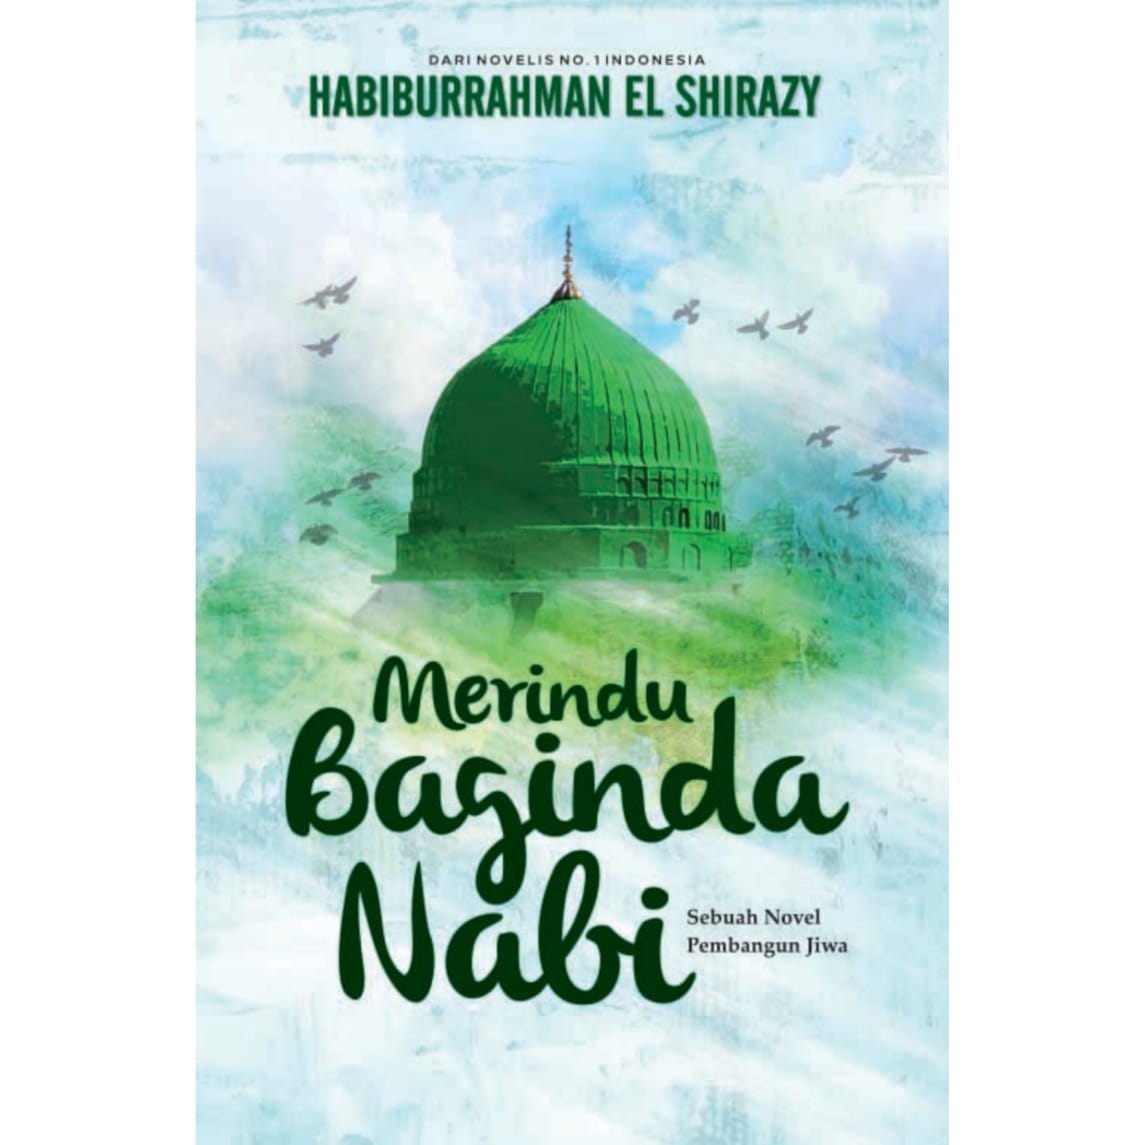 DARI NOVELIS NO. 1 INDONESIA
HABIBURRAHMAN EL SHIRAZY
Merindu
Baginda
Nabi
Sebuah Novel
Pembangun Jiwa